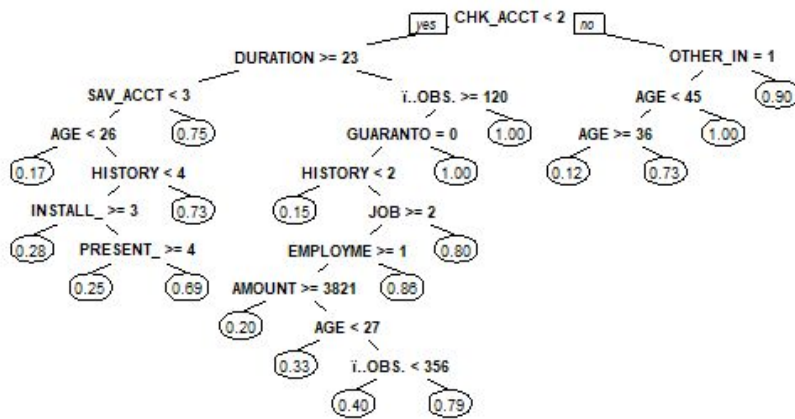 yes CHK_ACCT < 2 no
DURATION >= 23 OTHER_IN = 1
SAV_ACCT < 3 ï..OBS. >= 120 AGE < 45 0.90
AGE < 26 0.75 GUARANTO = 0 1.00 AGE >= 36 1.00
0.17 HISTORY < 4 HISTORY < 2 1.00 0.12 0.73
INSTALL_ >= 3 0.73 0.15 JOB >= 2
0.28 PRESENT_ >= 4 EMPLOYME >= 1 0.80
0.25 0.69 AMOUNT >= 3821 0.86
0.20 AGE < 27
0.33 ï..OBS. < 356
0.40 0.79